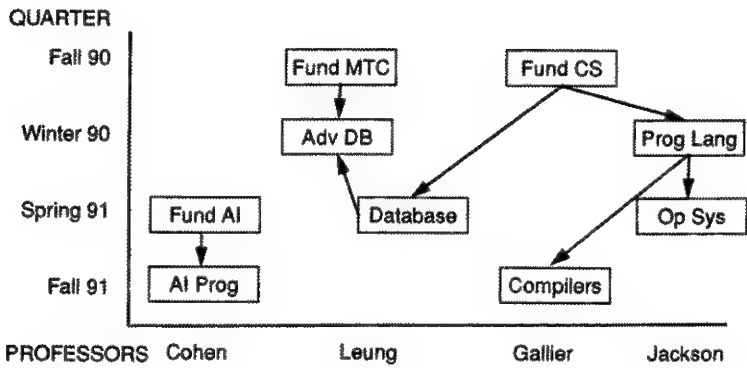 QUARTER
Fall 90
Fund MTC
Fund CS
Winter 90
Adv DB
Prog Lang
Spring 91
Fund AI
Database
Op Sys
Fall 91
AI Prog
Compilers
PROFESSORS Cohen Leung Gallier Jackson